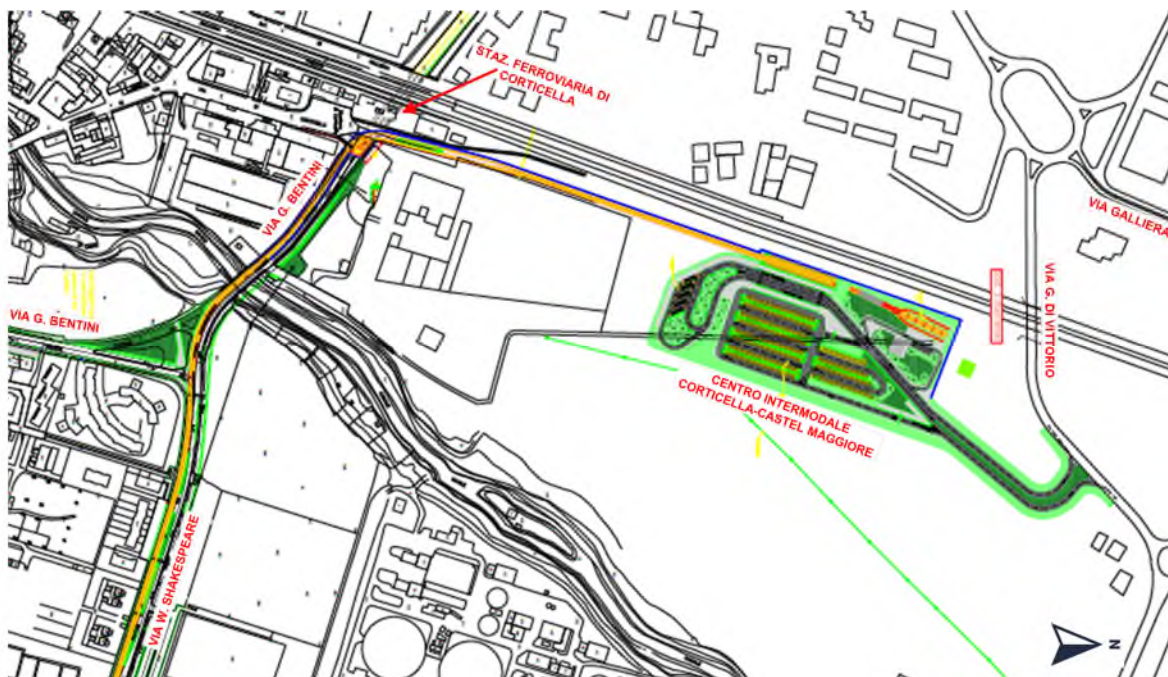 STAZ. FERROVIARIA DI
CORTICELLA
VIA G. BENTINI
VIA GALLIERA
VIA G. DI VITTORIO
VIA G. BENTINI
CENTRO INTERMODALE
CORTICELLA-CASTEL MAGGIORE
VIA W. SHAKESPEARE
N